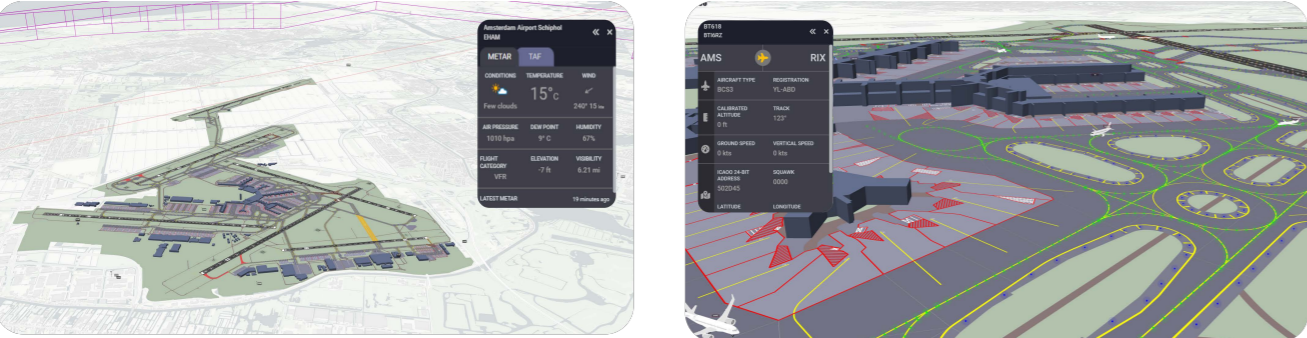 Amsterdam Airport Schiphol
EHAM
METAR TAF
CONDITIONS TEMPERATURE WIND
Few clouds 15°C 240° 15 kts
AIR PRESSURE DEW POINT HUMIDITY
1010 hpa 9° C 67%
FLIGHT CATEGORY ELEVATION VISIBILITY
VFR -7 ft 6.21 mi
LATEST METAR 19 minutes ago
BT618
BTI6RZ
AMS RIX
AIRCRAFT TYPE REGISTRATION
BCS3 YL-ABD
CALIBRATED ALTITUDE TRACK
0 ft 123°
GROUND SPEED VERTICAL SPEED
0 kts 0 kts
ICAO 24-BIT ADDRESS SQUAWK
502D45 0000
LATITUDE LONGITUDE